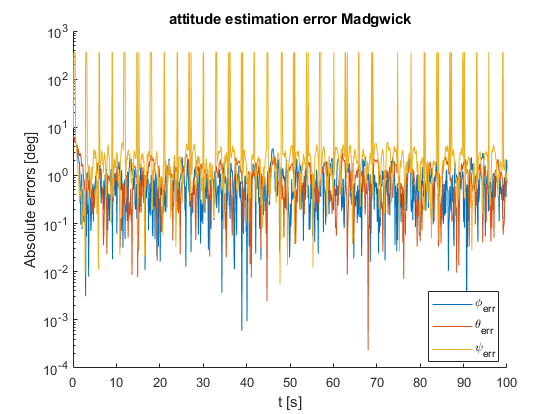 attitude estimation error Madgwick
Absolute errors [deg]
10^3
10^2
10^1
10^0
10^-1
10^-2
10^-3
10^-4
0 10 20 30 40 50 60 70 80 90 100
t [s]
ϕ_err
θ_err
ψ_err